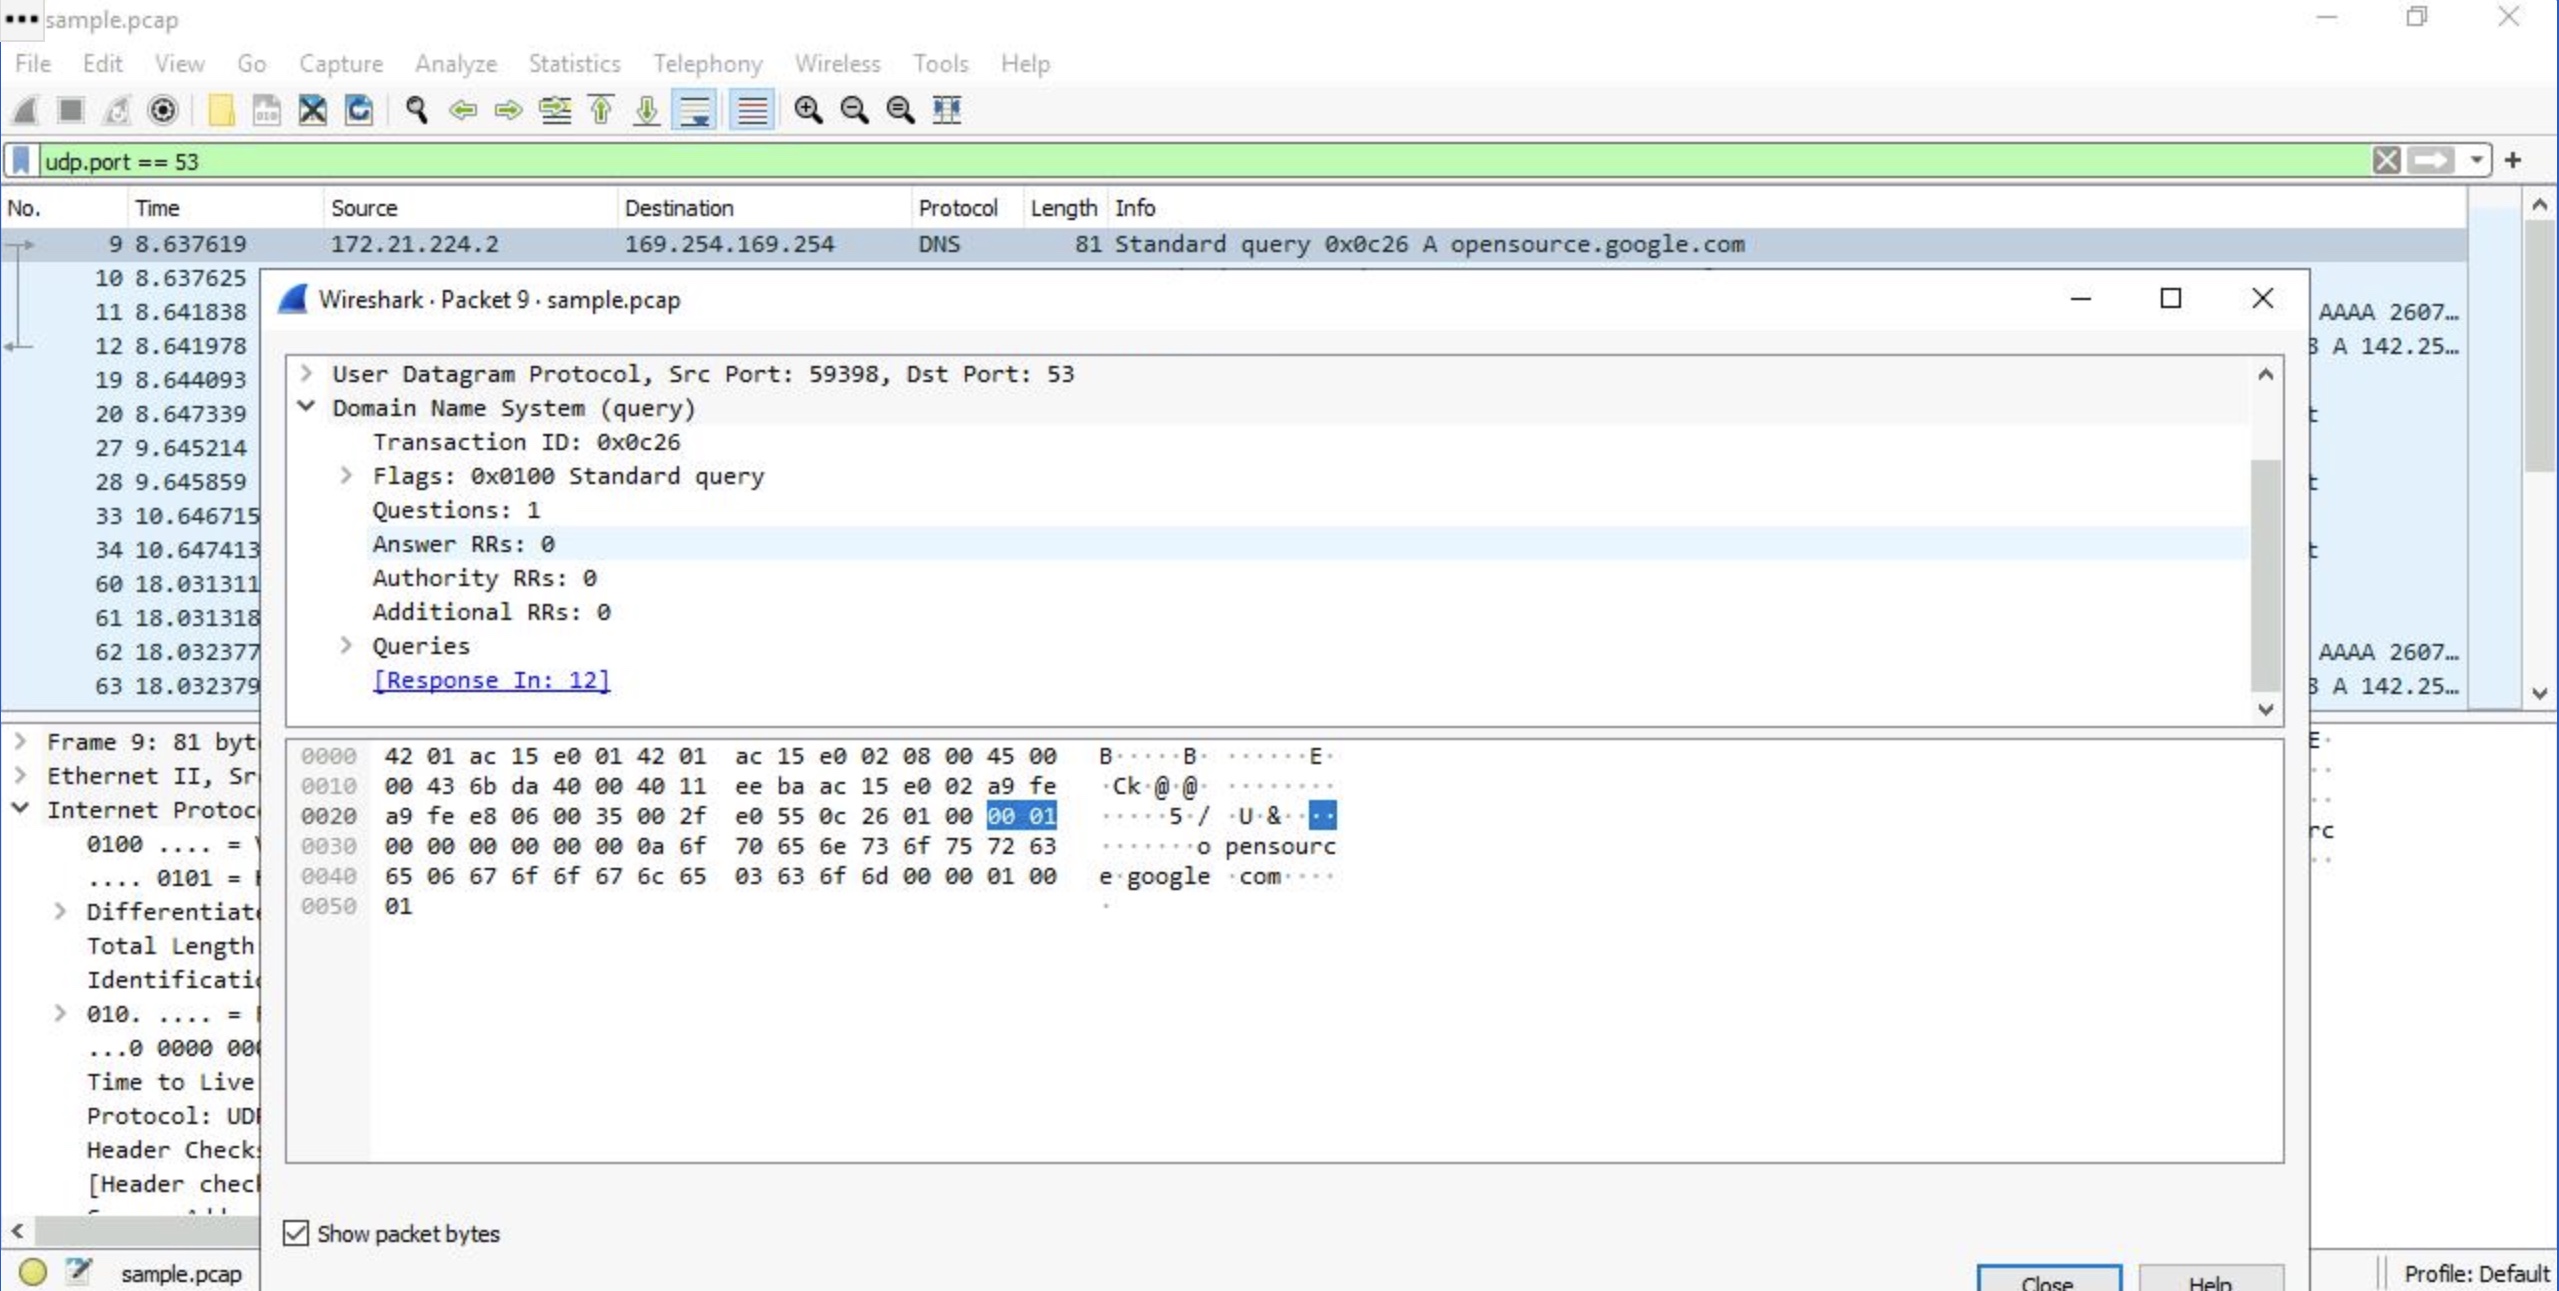 sample.pcap
File Edit View Go Capture Analyze Statistics Telephony Wireless Tools Help
udp.port == 53
No. Time Source Destination Protocol Length Info
9 8.637619 172.21.224.2 169.254.169.254 DNS 81 Standard query 0x0c26 A opensource.google.com
10 8.637625
11 8.641838 AAAA 2607…
12 8.641978 A 142.25…
19 8.644093
20 8.647339
27 9.645214
28 9.645859
33 10.646715
34 10.647413
60 18.031311
61 18.031318
62 18.032377 AAAA 2607…
63 18.032379 A 142.25…
Wireshark · Packet 9 · sample.pcap
User Datagram Protocol, Src Port: 59398, Dst Port: 53
Domain Name System (query)
Transaction ID: 0x0c26
Flags: 0x0100 Standard query
Questions: 1
Answer RRs: 0
Authority RRs: 0
Additional RRs: 0
Queries
[Response In: 12]
0000 42 01 ac 15 e0 01 42 01 ac 15 e0 02 08 00 45 00 B·····B· ······E·
0010 00 43 6b da 40 00 40 11 ee ba ac 15 e0 02 a9 fe ·Ck·@·@· ········
0020 a9 fe e8 06 00 35 00 2f e0 55 0c 26 01 00 00 01 ·····5·/ ·U·&····
0030 00 00 00 00 00 00 0a 6f 70 65 6e 73 6f 75 72 63 ·······o pensourc
0040 65 06 67 6f 6f 67 6c 65 03 63 6f 6d 00 00 01 00 e·google ·com····
0050 01 ·
Frame 9: 81 byt
Ethernet II, Sr
Internet Protoc
0100 .... =
.... 0101 =
Differentiate
Total Length:
Identificatio
010. .... =
...0 0000 000
Time to Live
Protocol: UDP
Header Checks
[Header check
E·
··
··
rc
··
Show packet bytes
Close Help
sample.pcap
Profile: Default